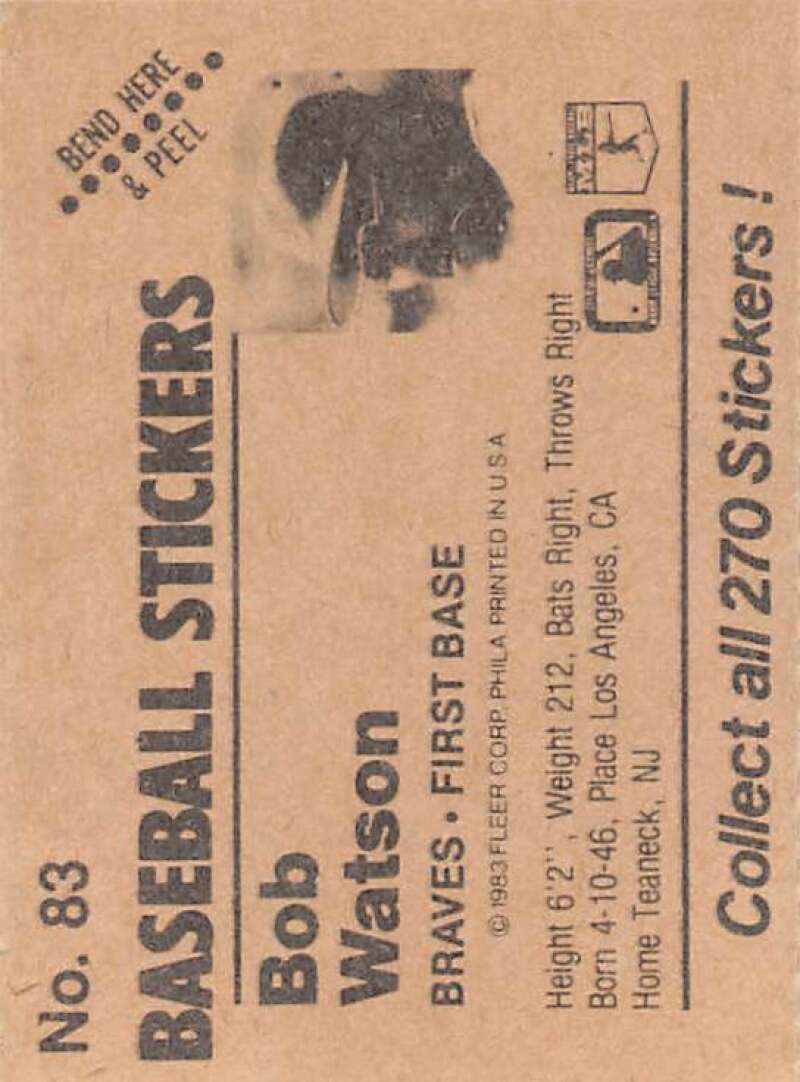 No. 83
BEND HERE
& PEEL
BASEBALL STICKERS
Bob
Watson
BRAVES • FIRST BASE
© 1983 FLEER CORP. PHILA PRINTED IN U S A
Height 6'2'', Weight 212, Bats Right, Throws Right
Born 4-10-46, Place Los Angeles, CA
Home Teaneck, NJ
Collect all 270 Stickers!